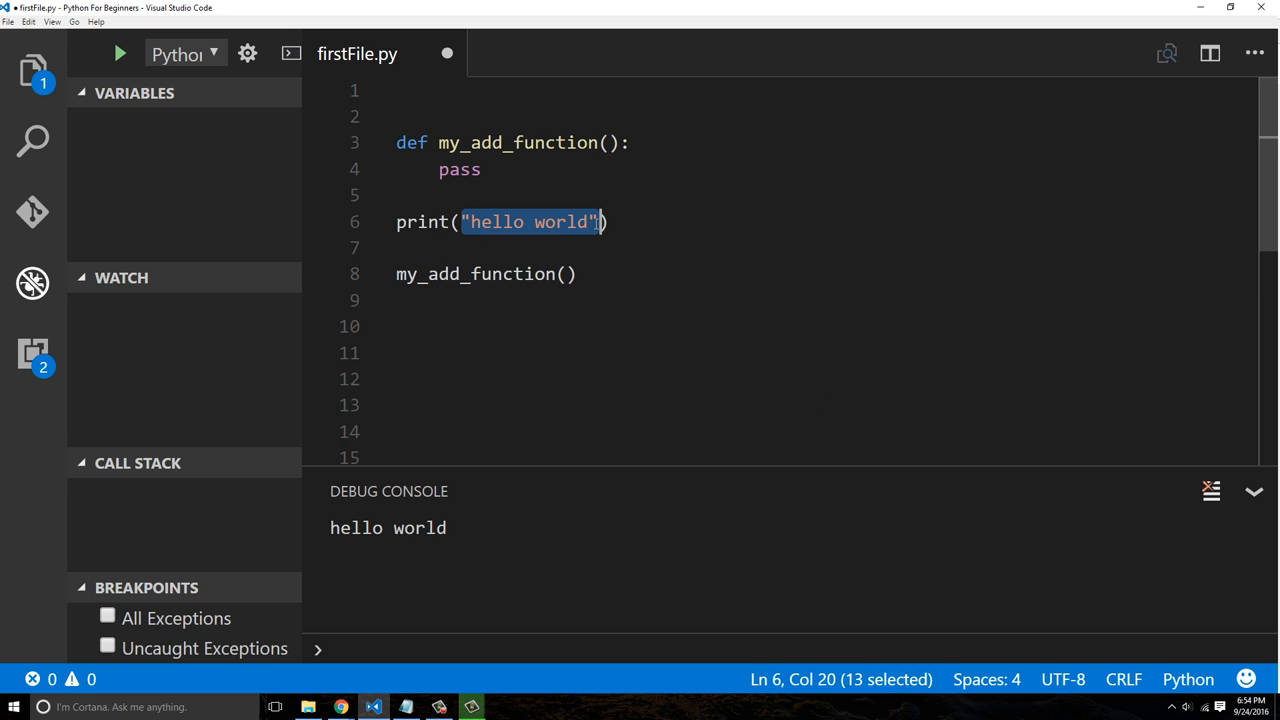 ● firstFile.py - Python For Beginners - Visual Studio Code
File Edit View Go Help
Python
firstFile.py
1
VARIABLES
WATCH
CALL STACK
BREAKPOINTS
All Exceptions
Uncaught Exceptions
2
1
2
3 def my_add_function():
4 pass
5
6 print("hello world")
7
8 my_add_function()
9
10
11
12
13
14
15
DEBUG CONSOLE
hello world
0 0 Ln 6, Col 20 (13 selected) Spaces: 4 UTF-8 CRLF Python
I'm Cortana. Ask me anything.
6:54 PM
9/24/2016